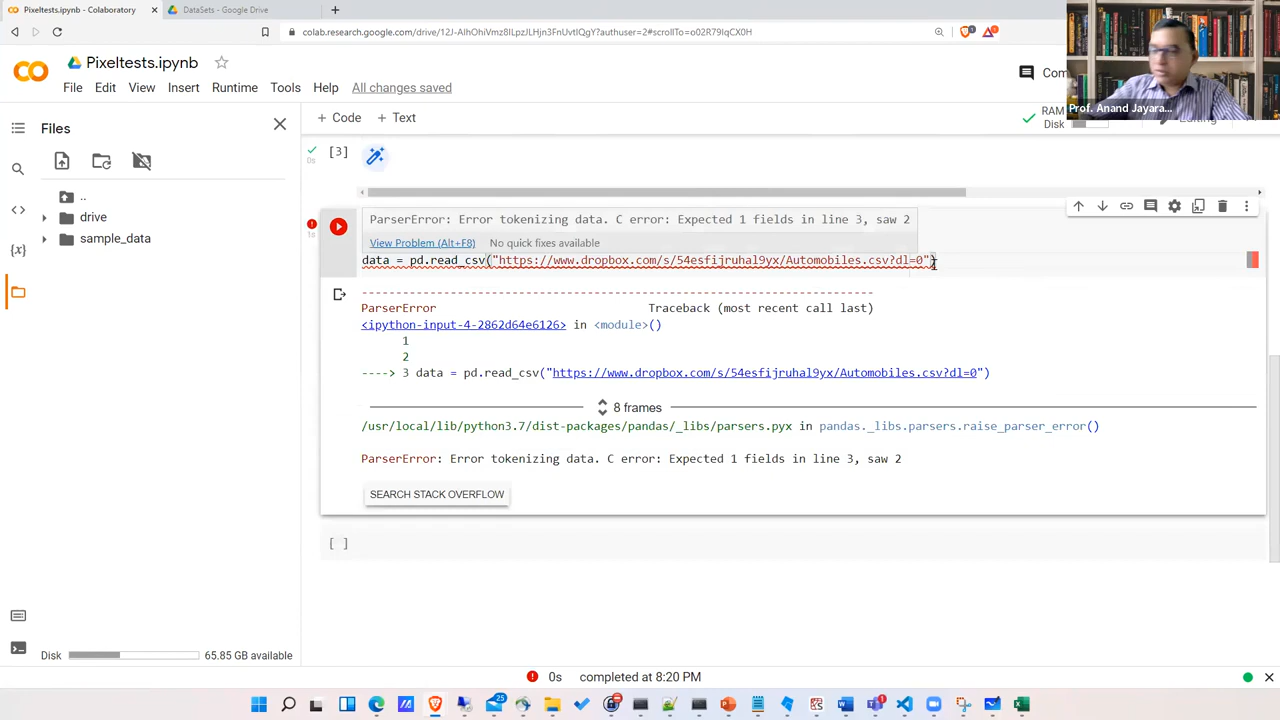 Pixeltests.ipynb - Colaboratory
DataSets - Google Drive
colab.research.google.com/drive/12J-AlhOhiVmz8ILpzJLHjn3FnUvtIQgY?authuser=2#scrollTo=o02R79IqCX0H
Pixeltests.ipynb
File Edit View Insert Runtime Tools Help All changes saved
Prof. Anand Jayara...
Files
+ Code + Text
RAM
Disk
..
drive
sample_data
[3]
0s
ParserError: Error tokenizing data. C error: Expected 1 fields in line 3, saw 2
View Problem (Alt+F8) No quick fixes available
1s
data = pd.read_csv("https://www.dropbox.com/s/54esfijruhal9yx/Automobiles.csv?dl=0")
---------------------------------------------------------------------------
ParserError Traceback (most recent call last)
<ipython-input-4-2862d64e6126> in <module>()
1
2
----> 3 data = pd.read_csv("https://www.dropbox.com/s/54esfijruhal9yx/Automobiles.csv?dl=0")
8 frames
/usr/local/lib/python3.7/dist-packages/pandas/_libs/parsers.pyx in pandas._libs.parsers.raise_parser_error()
ParserError: Error tokenizing data. C error: Expected 1 fields in line 3, saw 2
SEARCH STACK OVERFLOW
[ ]
Disk 65.85 GB available
0s completed at 8:20 PM